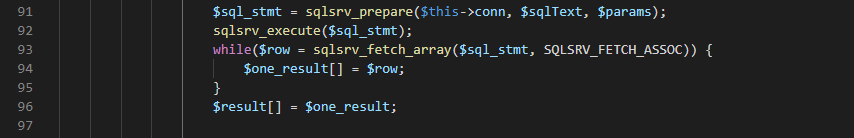 91 $sql_stmt = sqlsrv_prepare($this->conn, $sqlText, $params);
92 sqlsrv_execute($sql_stmt);
93 while($row = sqlsrv_fetch_array($sql_stmt, SQLSRV_FETCH_ASSOC)) {
94 $one_result[] = $row;
95 }
96 $result[] = $one_result;
97